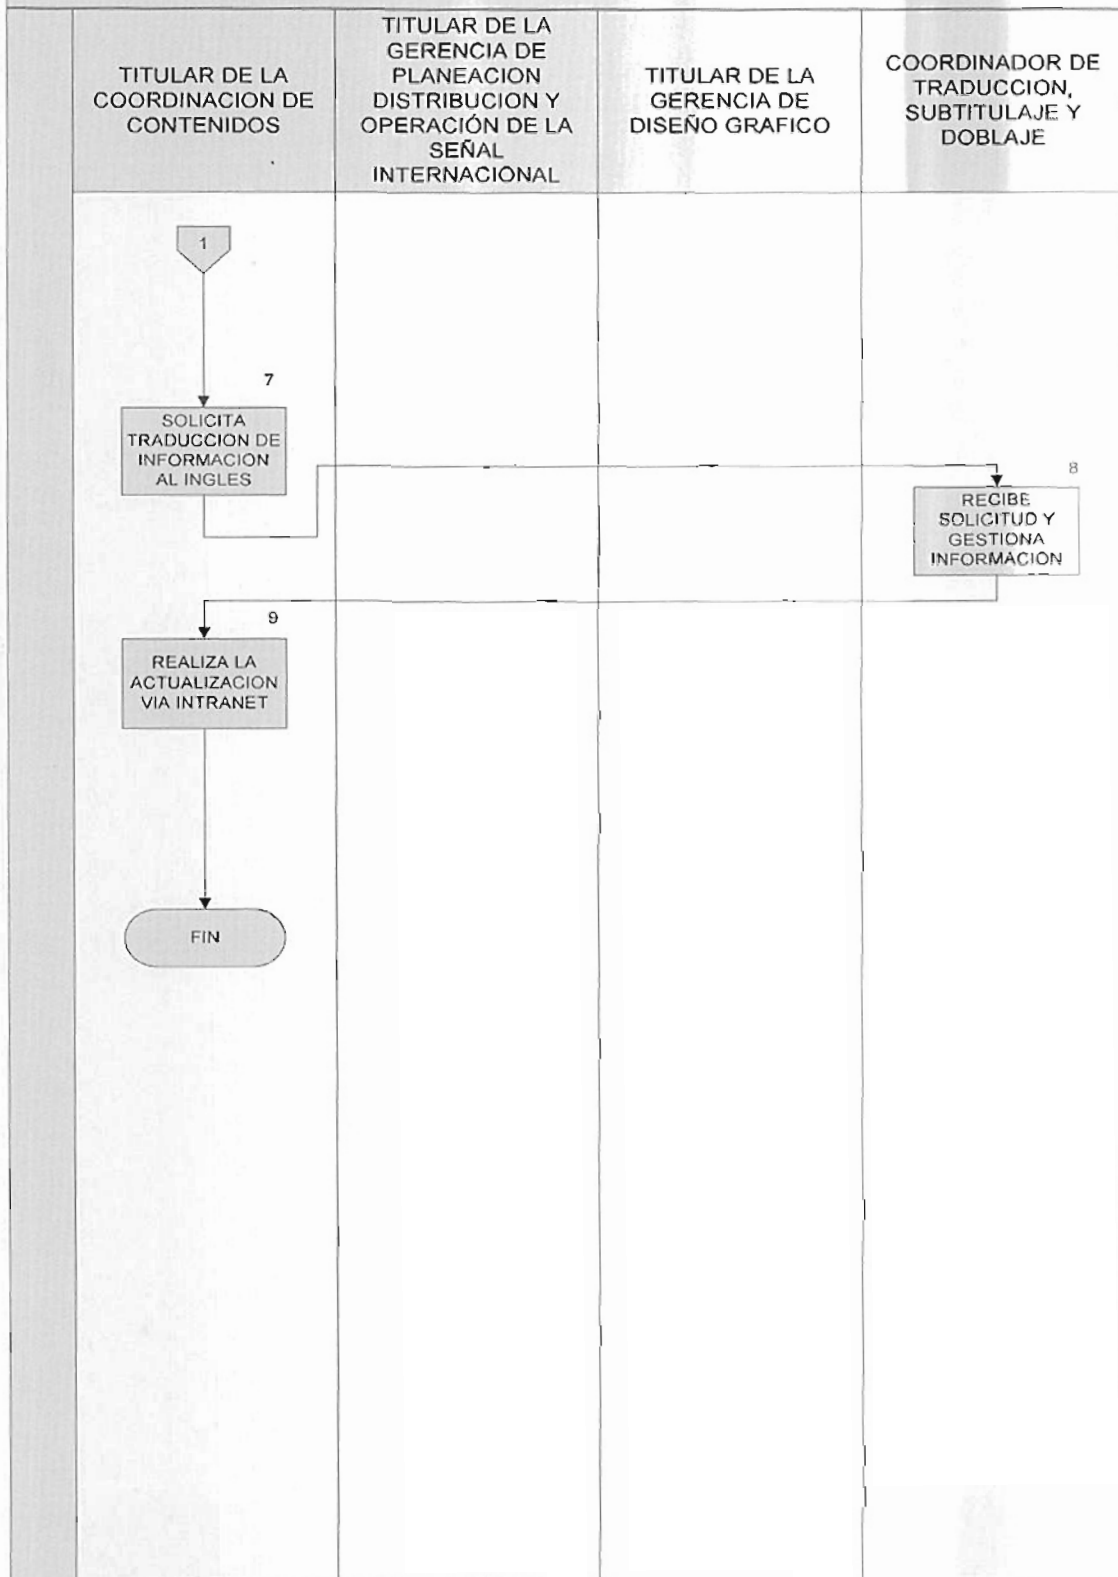 TITULAR DE LA
COORDINACION DE
CONTENIDOS
TITULAR DE LA
GERENCIA DE
PLANEACION
DISTRIBUCION Y
OPERACIÓN DE LA
SEÑAL
INTERNACIONAL
TITULAR DE LA
GERENCIA DE
DISEÑO GRAFICO
COORDINADOR DE
TRADUCCION,
SUBTITULAJE Y
DOBLAJE
1
7
SOLICITA
TRADUCCION DE
INFORMACION
AL INGLES
8
RECIBE
SOLICITUD Y
GESTIONA
INFORMACION
9
REALIZA LA
ACTUALIZACION
VIA INTRANET
FIN